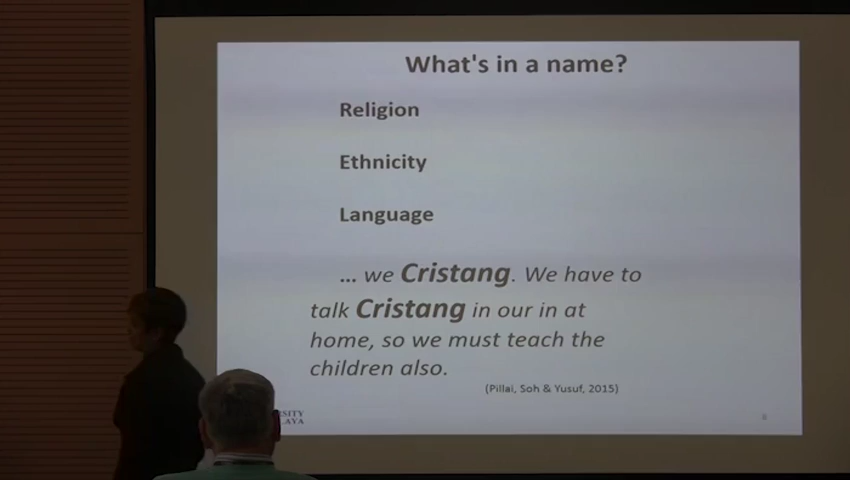 What's in a name?
Religion
Ethnicity
Language
... we Cristang. We have to
talk Cristang in our in at
home, so we must teach the
children also.
(Pillai, Soh & Yusuf, 2015)